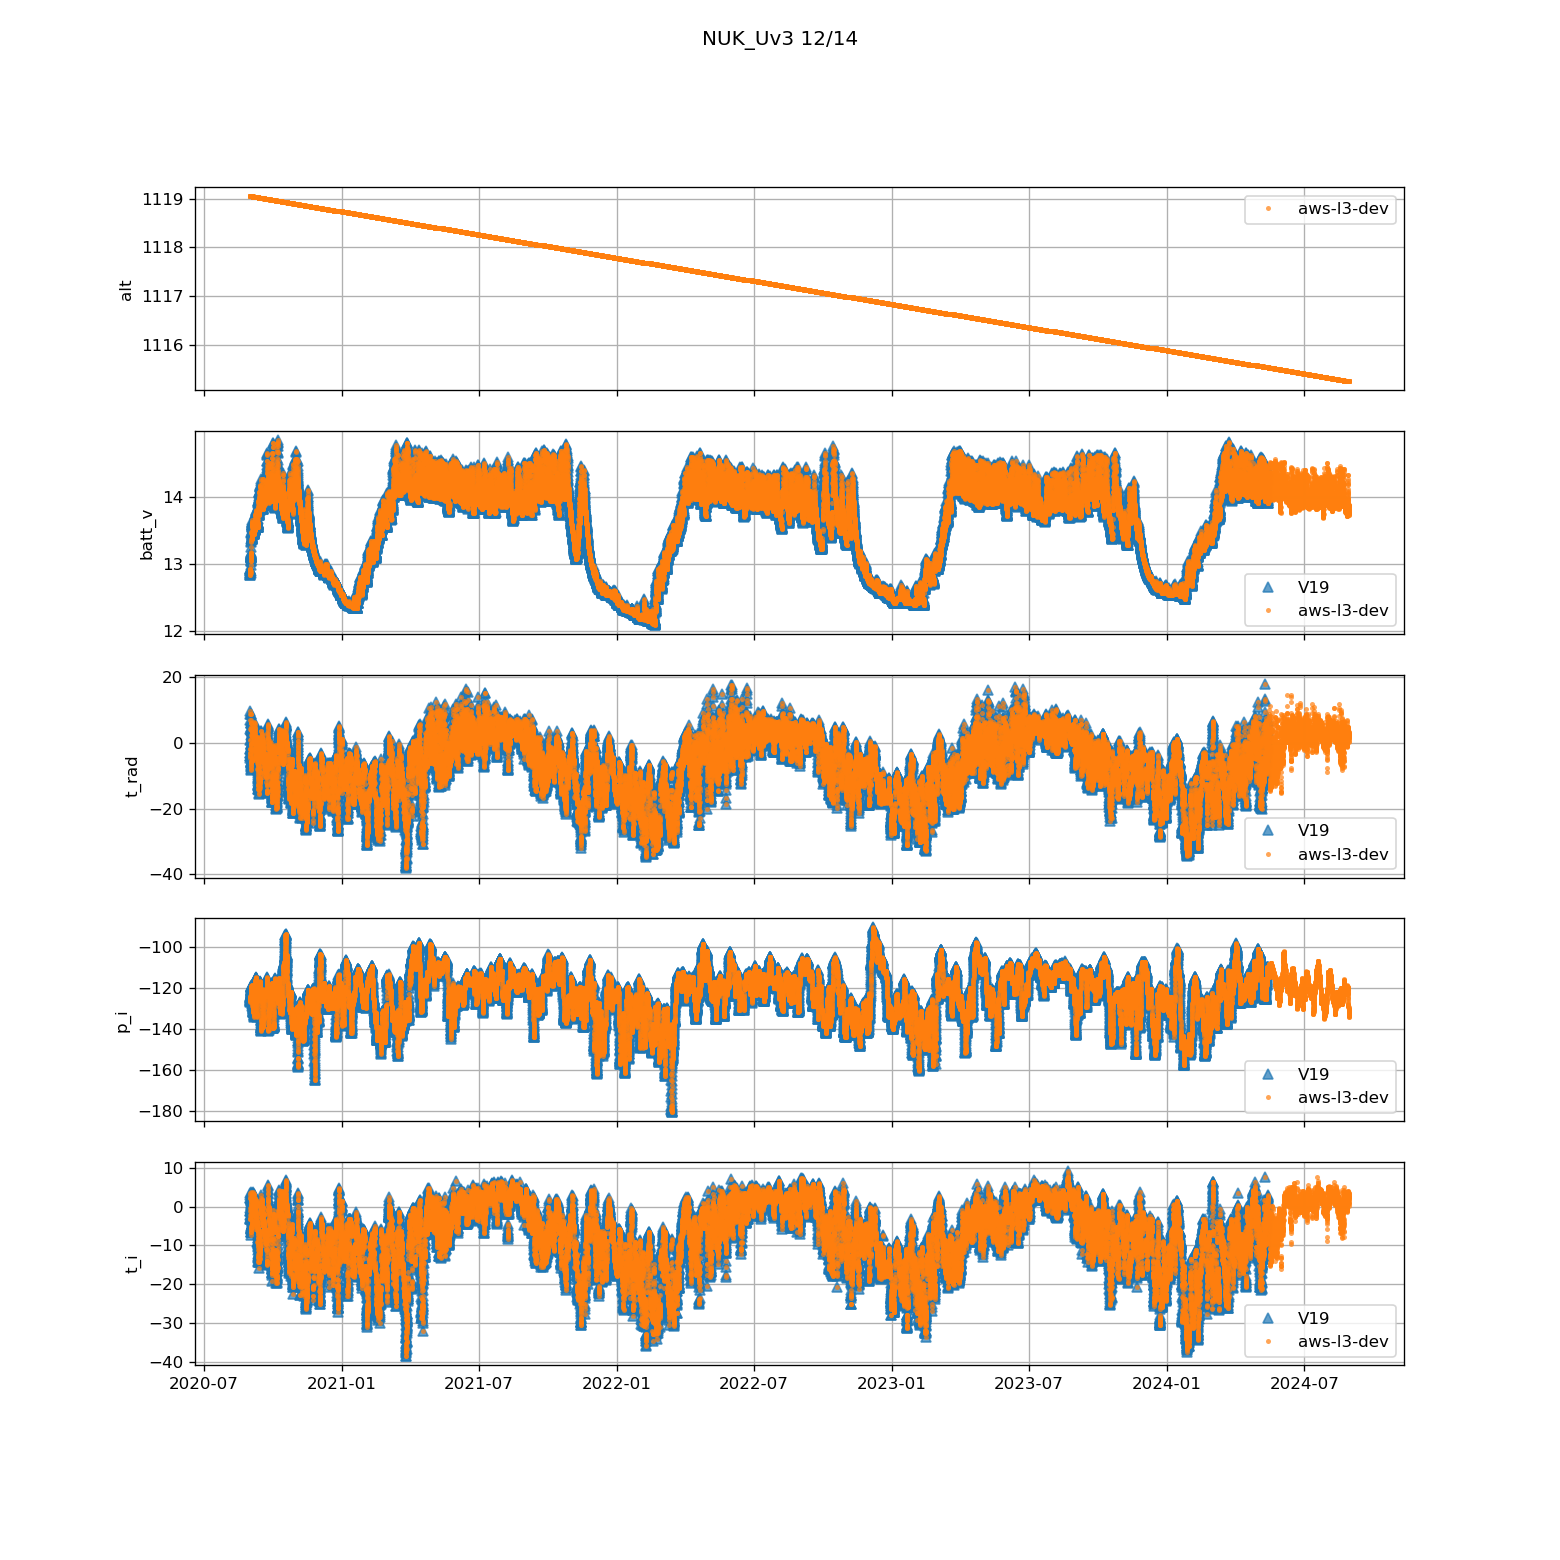 NUK_Uv3 12/14
1119
1118
1117
1116
alt
aws-l3-dev
14
13
12
batt_v
V19
aws-l3-dev
20
0
−20
−40
t_rad
V19
aws-l3-dev
−100
−120
−140
−160
−180
p_i
V19
aws-l3-dev
10
0
−10
−20
−30
−40
t_i
V19
aws-l3-dev
2020-07 2021-01 2021-07 2022-01 2022-07 2023-01 2023-07 2024-01 2024-07